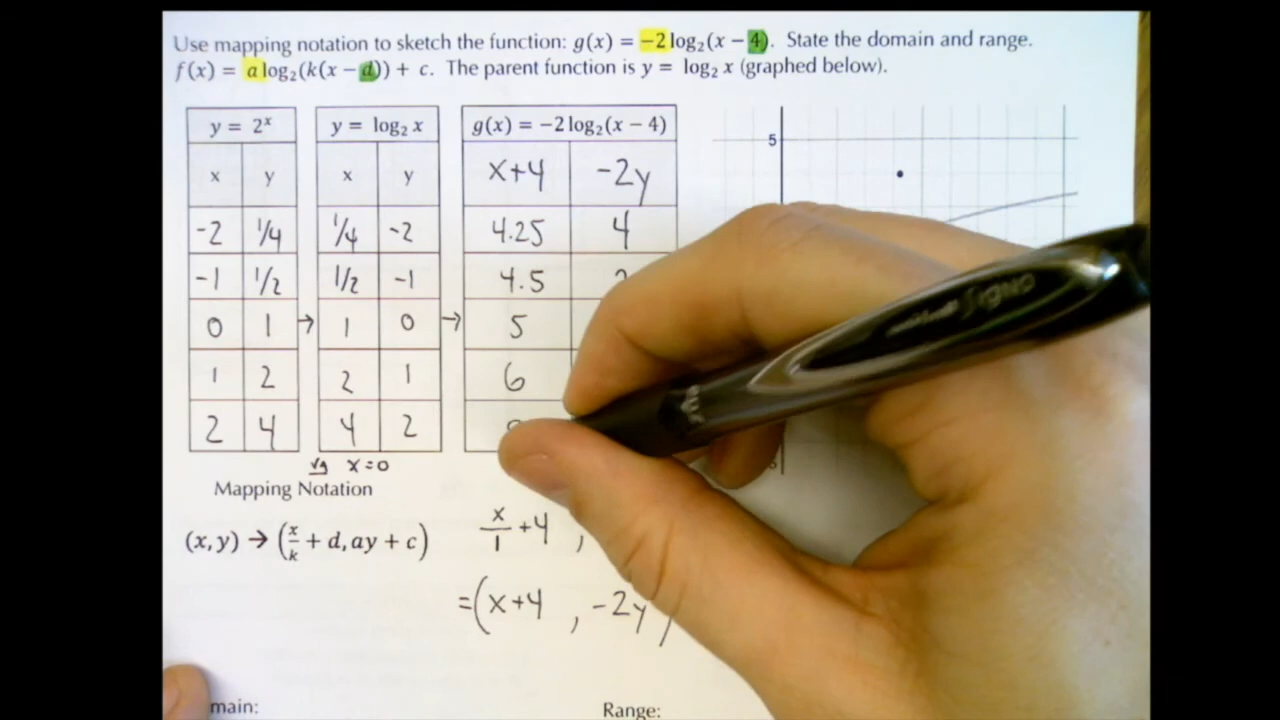 Use mapping notation to sketch the function: g(x) = −2 log₂(x − 4). State the domain and range.
f(x) = a log₂(k(x − d)) + c. The parent function is y = log₂ x (graphed below).
y = 2ˣ y = log₂ x g(x) = −2 log₂(x − 4)
x y x y x+4 -2y
-2 1/4 1/4 -2 4.25 4
-1 1/2 1/2 -1 4.5
0 1 → 1 0 → 5
1 2 2 1 6
2 4 4 2
5
VA x=0
Mapping Notation
(x, y) → (x/k + d, ay + c) x/1 +4 ,
=(x+4 , -2y)
main: Range:
SIGNO